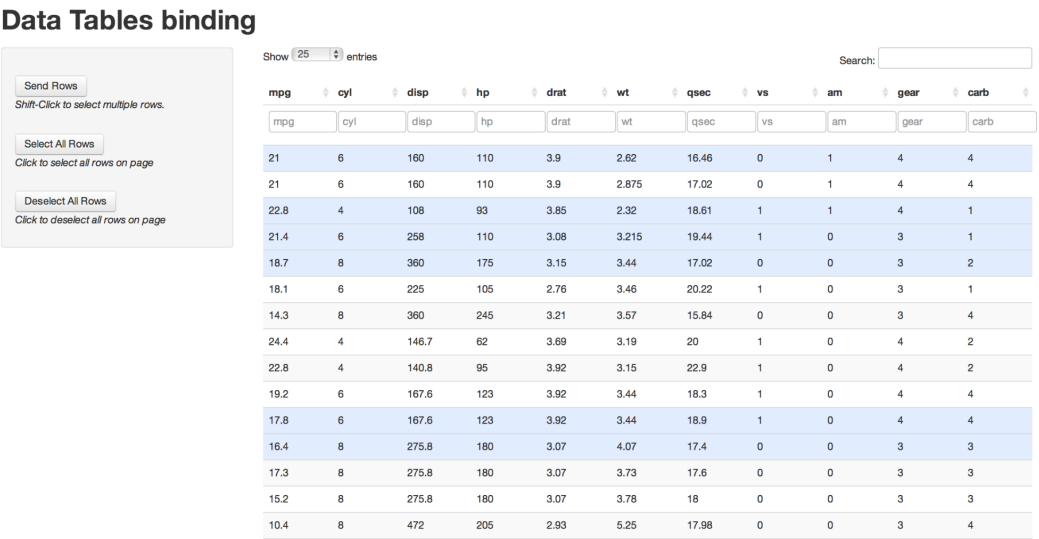 Data Tables binding
Send Rows
Shift-Click to select multiple rows.
Select All Rows
Click to select all rows on page
Deselect All Rows
Click to deselect all rows on page
Show 25 entries
Search:
mpg cyl disp hp drat wt qsec vs am gear carb
mpg cyl disp hp drat wt qsec vs am gear carb
21 6 160 110 3.9 2.62 16.46 0 1 4 4
21 6 160 110 3.9 2.875 17.02 0 1 4 4
22.8 4 108 93 3.85 2.32 18.61 1 1 4 1
21.4 6 258 110 3.08 3.215 19.44 1 0 3 1
18.7 8 360 175 3.15 3.44 17.02 0 0 3 2
18.1 6 225 105 2.76 3.46 20.22 1 0 3 1
14.3 8 360 245 3.21 3.57 15.84 0 0 3 4
24.4 4 146.7 62 3.69 3.19 20 1 0 4 2
22.8 4 140.8 95 3.92 3.15 22.9 1 0 4 2
19.2 6 167.6 123 3.92 3.44 18.3 1 0 4 4
17.8 6 167.6 123 3.92 3.44 18.9 1 0 4 4
16.4 8 275.8 180 3.07 4.07 17.4 0 0 3 3
17.3 8 275.8 180 3.07 3.73 17.6 0 0 3 3
15.2 8 275.8 180 3.07 3.78 18 0 0 3 3
10.4 8 472 205 2.93 5.25 17.98 0 0 3 4